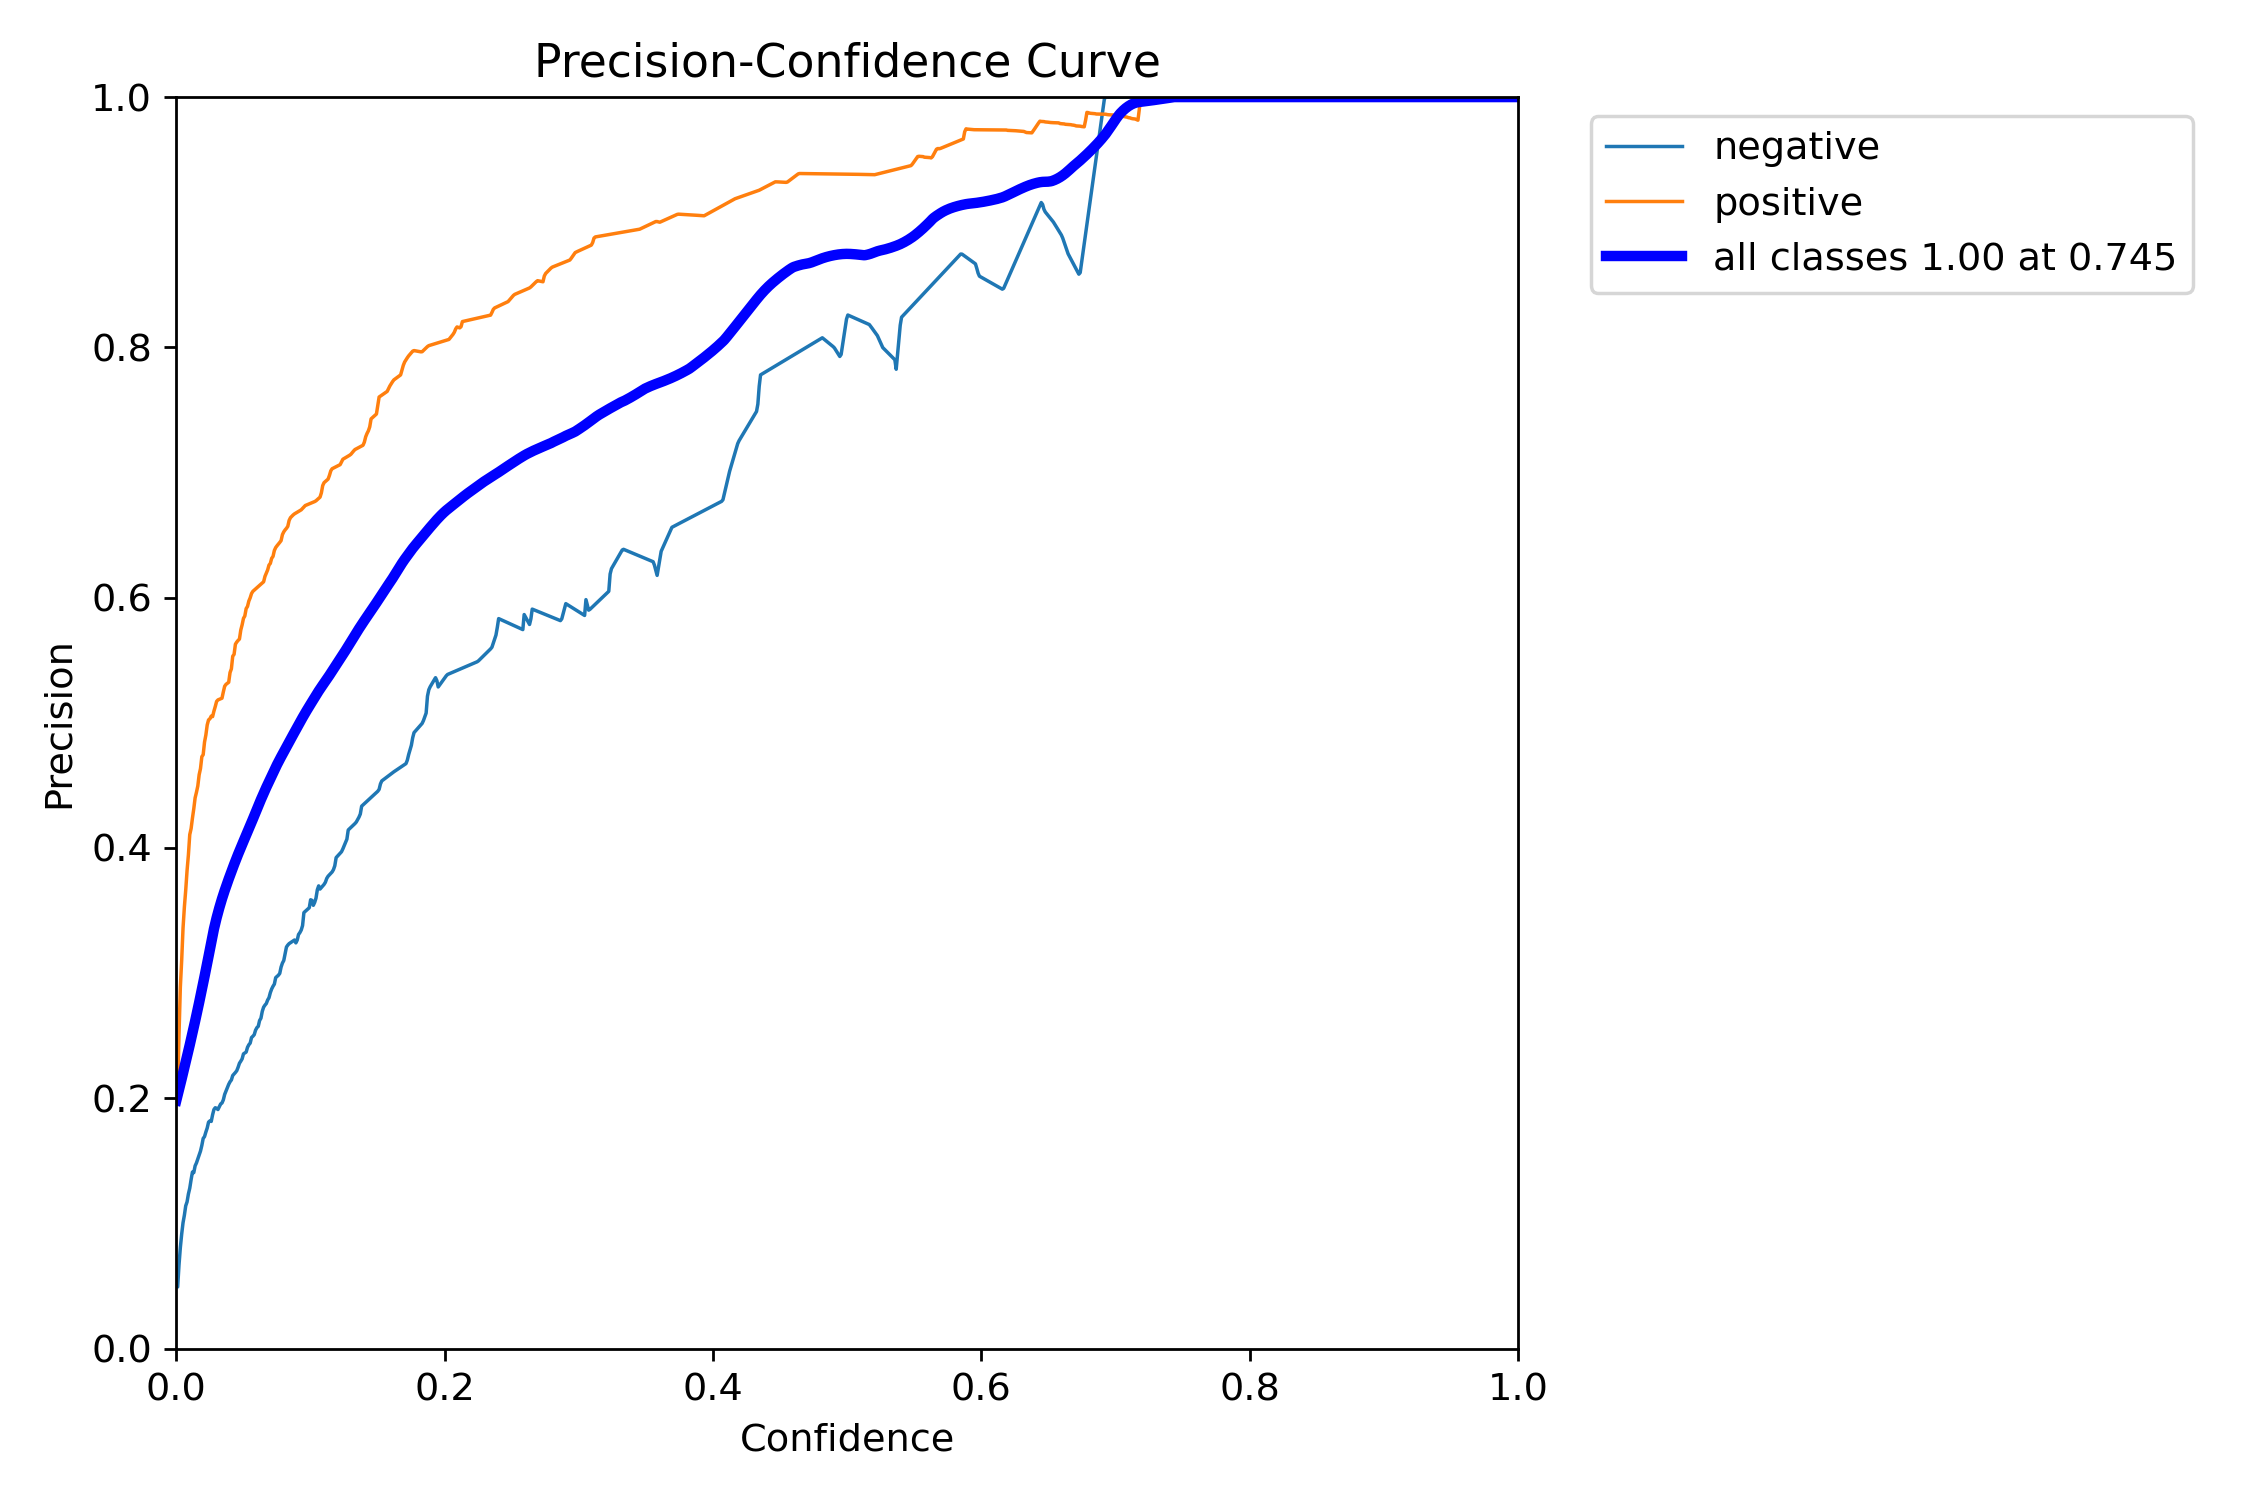 Precision-Confidence Curve
1.0
0.8
0.6
0.4
0.2
0.0
Precision
0.0 0.2 0.4 0.6 0.8 1.0
Confidence
negative
positive
all classes 1.00 at 0.745